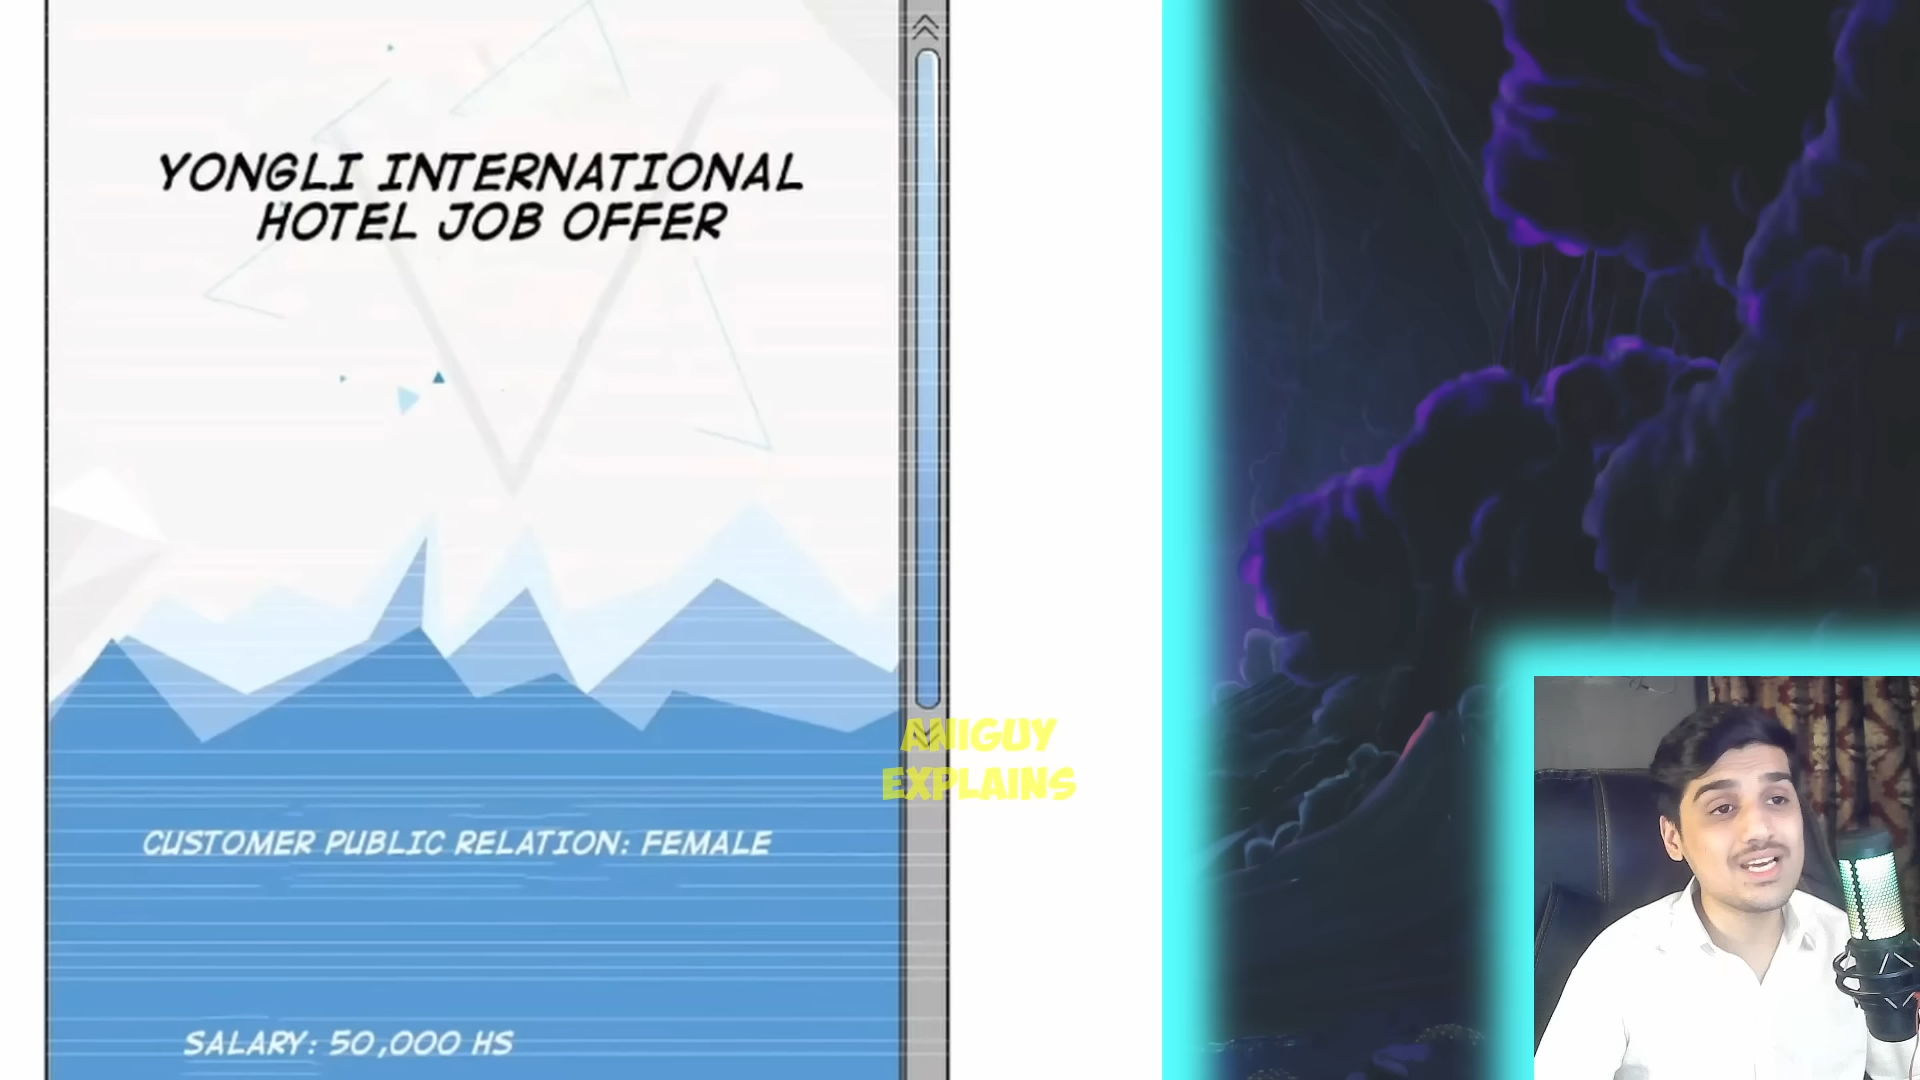 YONGLI INTERNATIONAL
HOTEL JOB OFFER
ANIGUY
EXPLAINS
CUSTOMER PUBLIC RELATION: FEMALE
SALARY: 50,000 HS